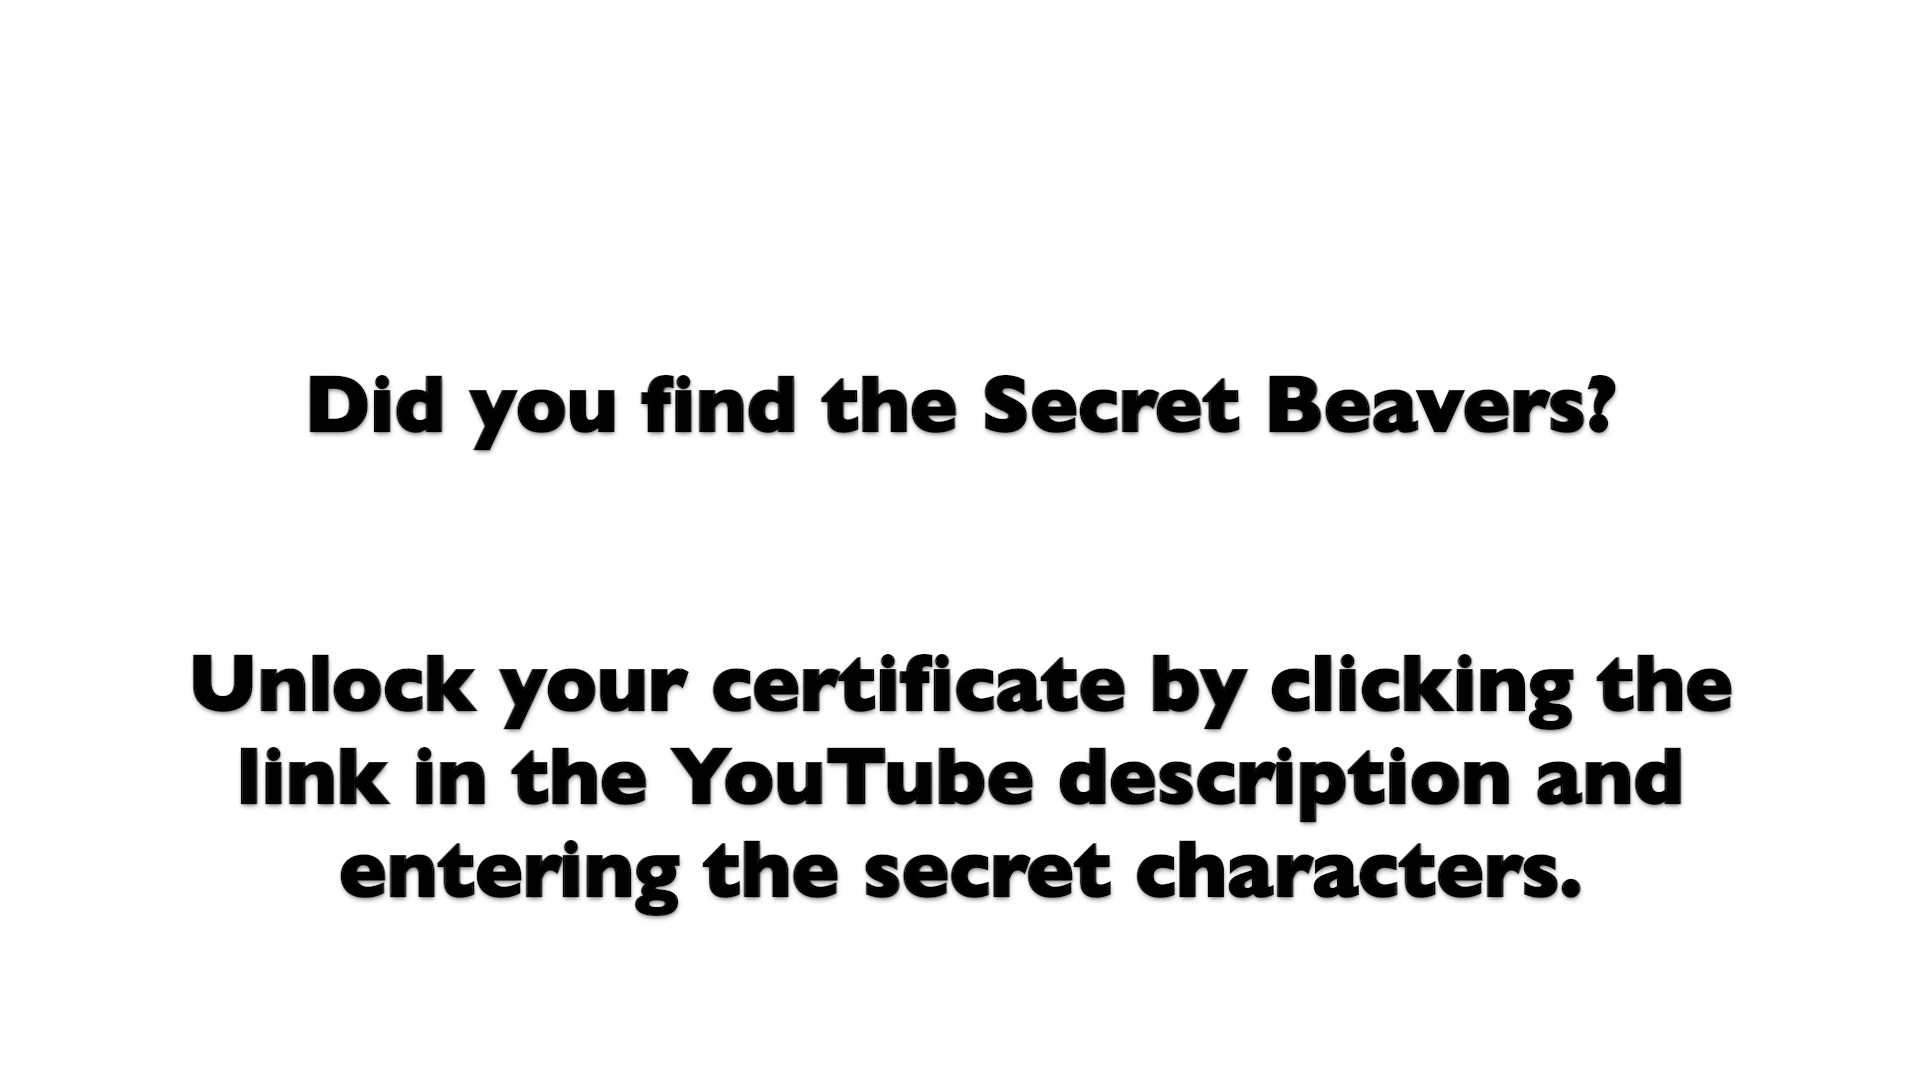 Did you find the Secret Beavers?
Unlock your certificate by clicking the
link in the YouTube description and
entering the secret characters.